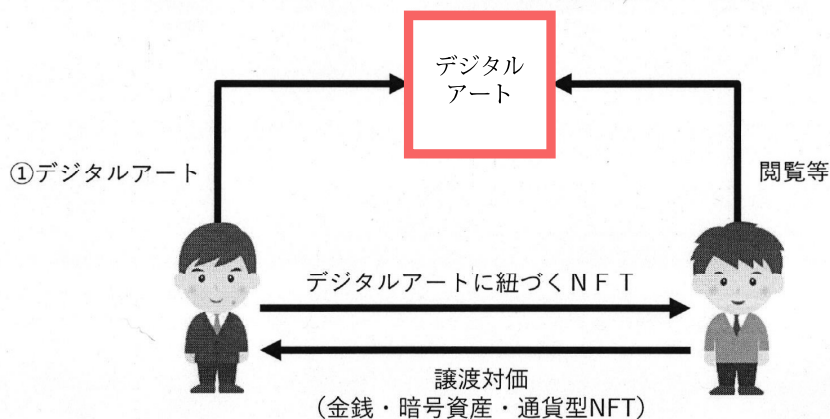 デジタル
アート
①デジタルアート
閲覧等
デジタルアートに紐づくNFT
譲渡対価
(金銭・暗号資産・通貨型NFT)